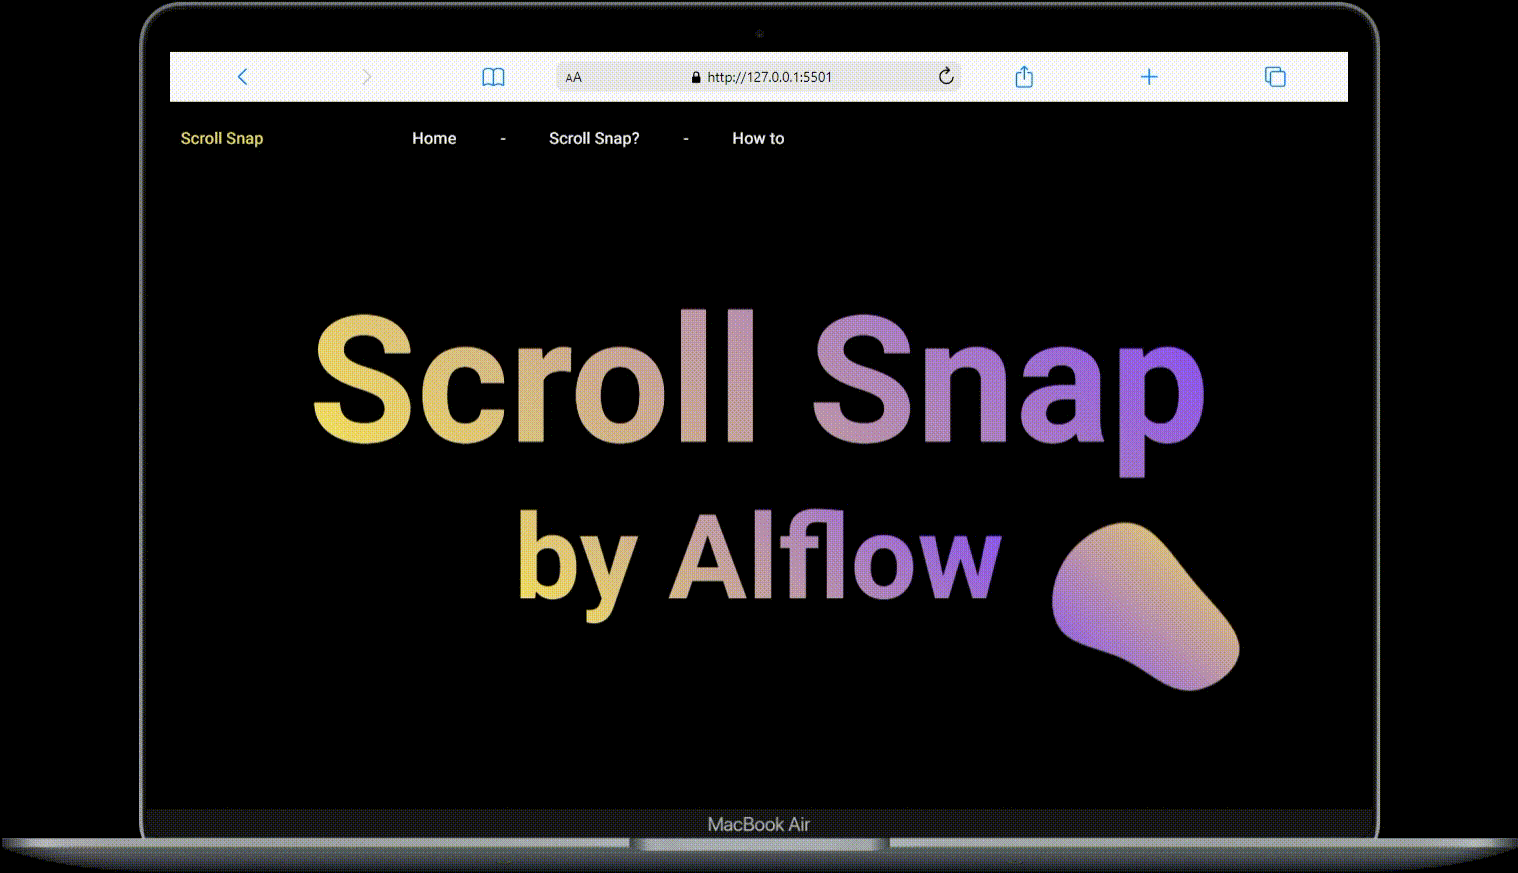 AA http://127.0.0.1:5501
Scroll Snap Home - Scroll Snap? - How to
Scroll Snap
by Alflow
MacBook Air